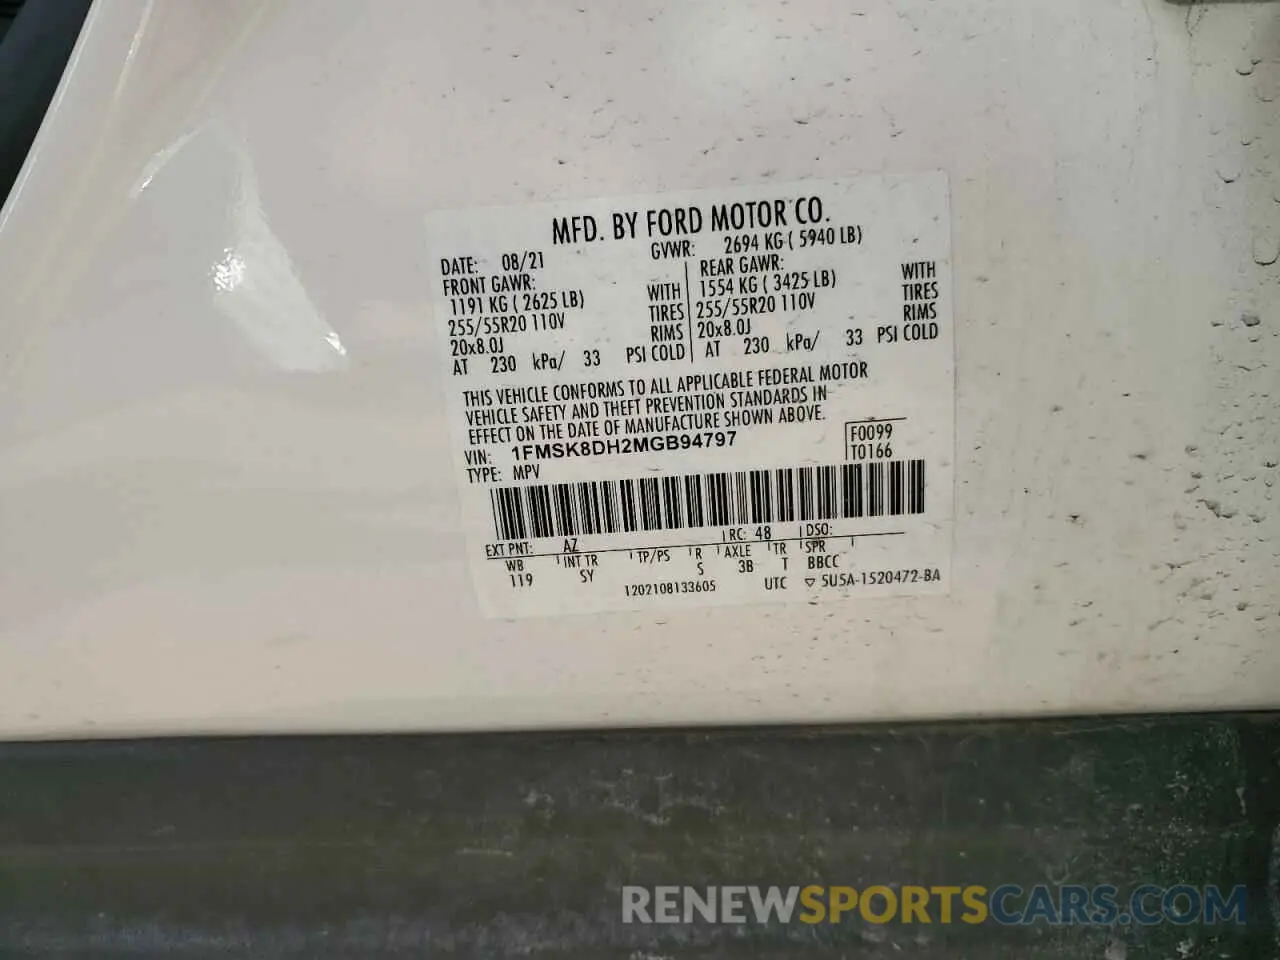 MFD. BY FORD MOTOR CO.
DATE: 08/21 GVWR: 2694 KG ( 5940 LB)
FRONT GAWR: REAR GAWR:
1191 KG ( 2625 LB) WITH 1554 KG ( 3425 LB) WITH
255/55R20 110V TIRES 255/55R20 110V TIRES
20x8.0J RIMS 20x8.0J RIMS
AT 230 kPa/ 33 PSI COLD AT 230 kPa/ 33 PSI COLD
THIS VEHICLE CONFORMS TO ALL APPLICABLE FEDERAL MOTOR
VEHICLE SAFETY AND THEFT PREVENTION STANDARDS IN
EFFECT ON THE DATE OF MANUFACTURE SHOWN ABOVE.
VIN: 1FMSK8DH2MGB94797 F0099
TYPE: MPV T0166
EXT PNT: AZ RC: 48 DSO:
WB INT TR TP/PS R AXLE TR SPR
119 SY S 3B T BBCC
1202108133605 UTC ▽ 5U5A-1520472-BA
RENEWSPORTSCARS.COM